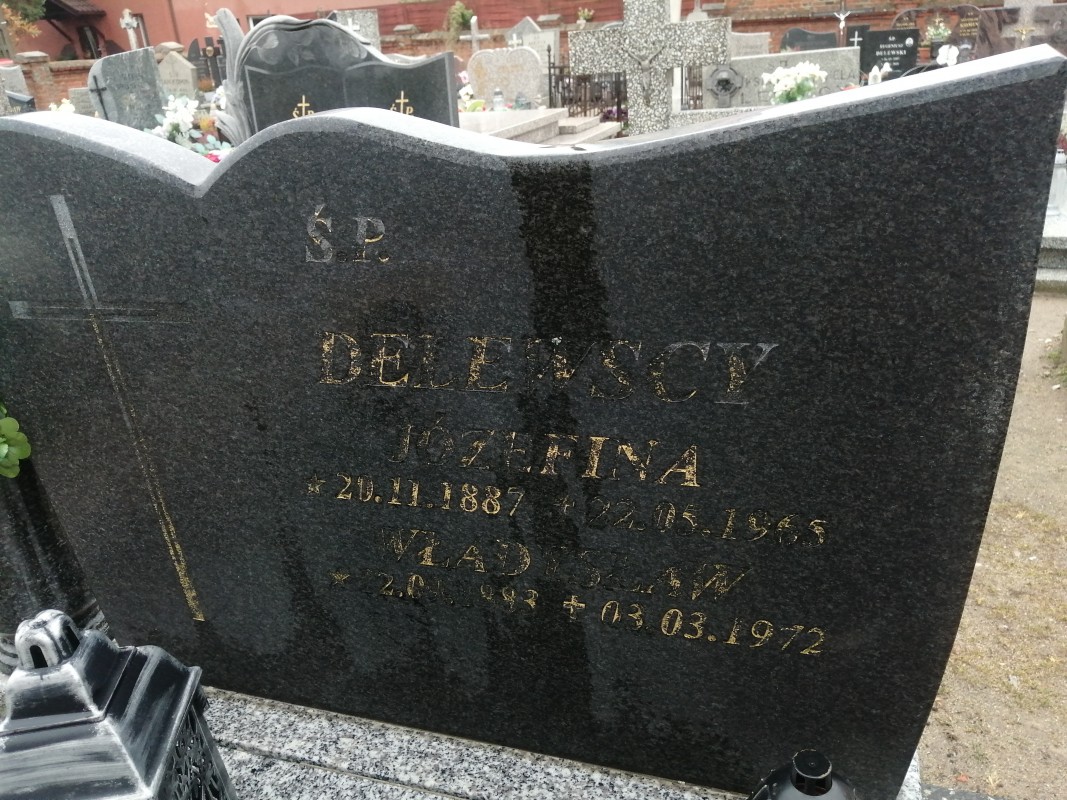 Ś.P.
DELEWSCY
JÓZEFINA
* 20.11.1887 + 22.05.1965
WŁADYSŁAW
+ 03.03.1972